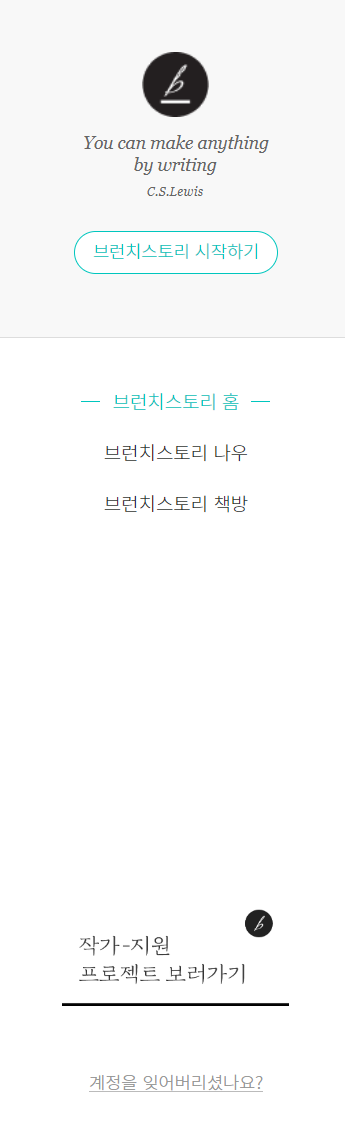 b
You can make anything
by writing
C.S.Lewis
브런치스토리 시작하기
브런치스토리 홈
브런치스토리 나우
브런치스토리 책방
b
작가-지원
프로젝트 보러가기
계정을 잊어버리셨나요?